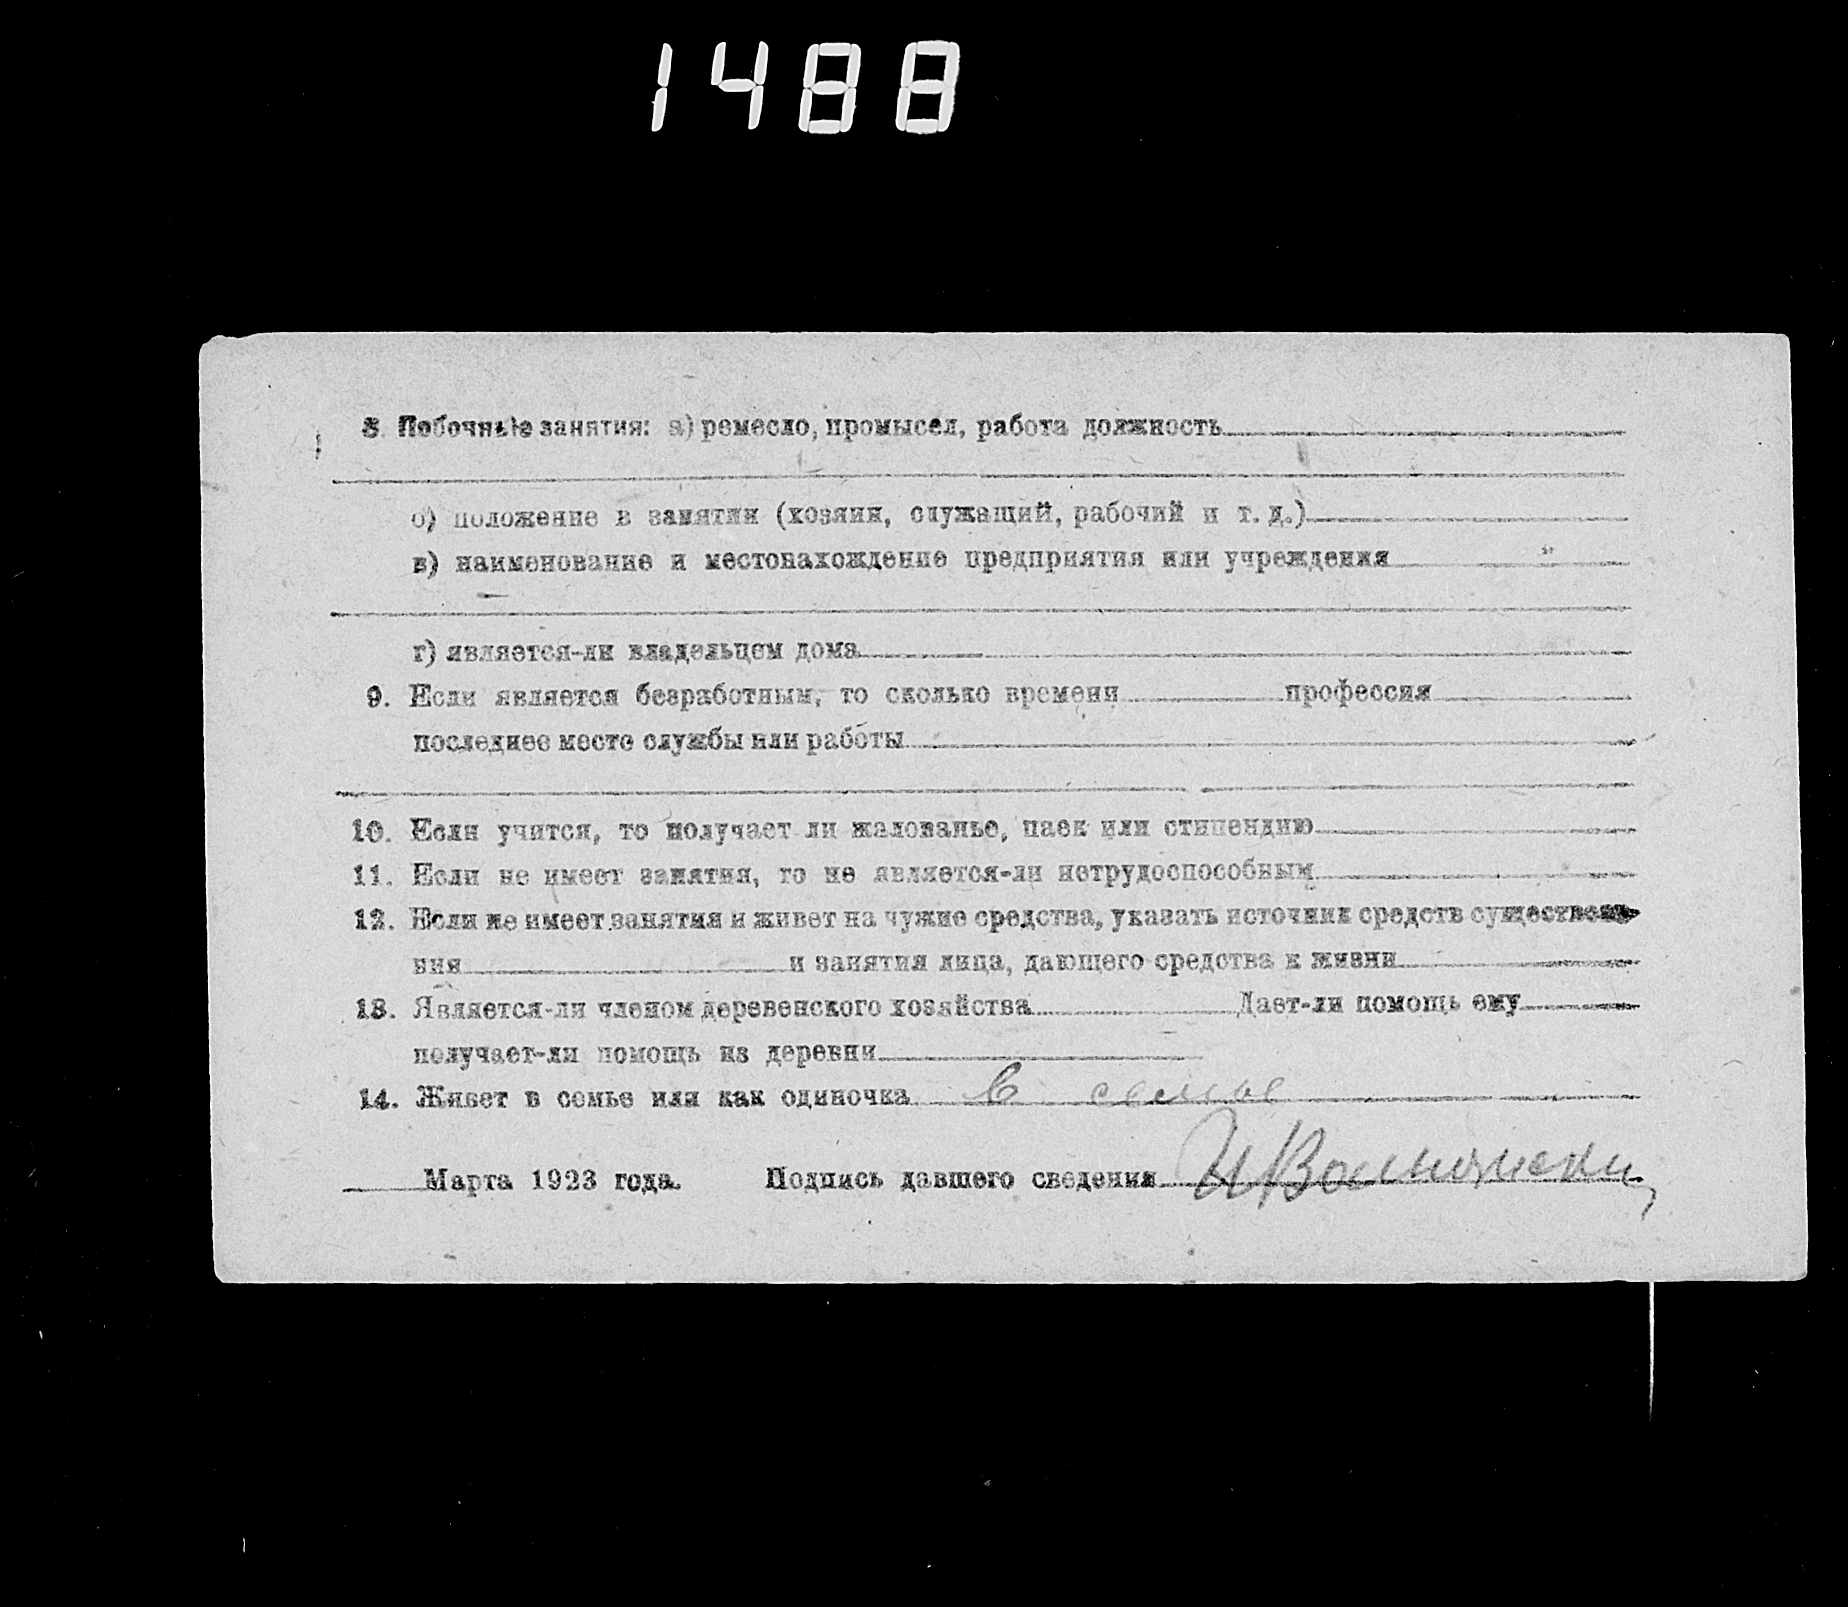 1488
8. Побочные занятия: а) ремесло, промысел, работа должность
б) положение в занятии (хозяин, служащий, рабочий и т. д.)
в) наименование и местонахождение предприятия или учреждения
г) является-ли владельцем дома
9. Если является безработным, то сколько времени профессия
последнее место службы или работы
10. Если учится, то получает ли жалованье, паек или стипендию
11. Если не имеет занятия, то не является-ли нетрудоспособным
12. Если не имеет занятия и живет на чужие средства, указать источник средств существова-
ния и занятия лица, дающего средства к жизни
13. Является-ли членом деревенского хозяйства Дает-ли помощь ему
получает-ли помощь из деревни
14. Живет в семье или как одиночка в семье
Марта 1923 года. Подпись давшего сведения